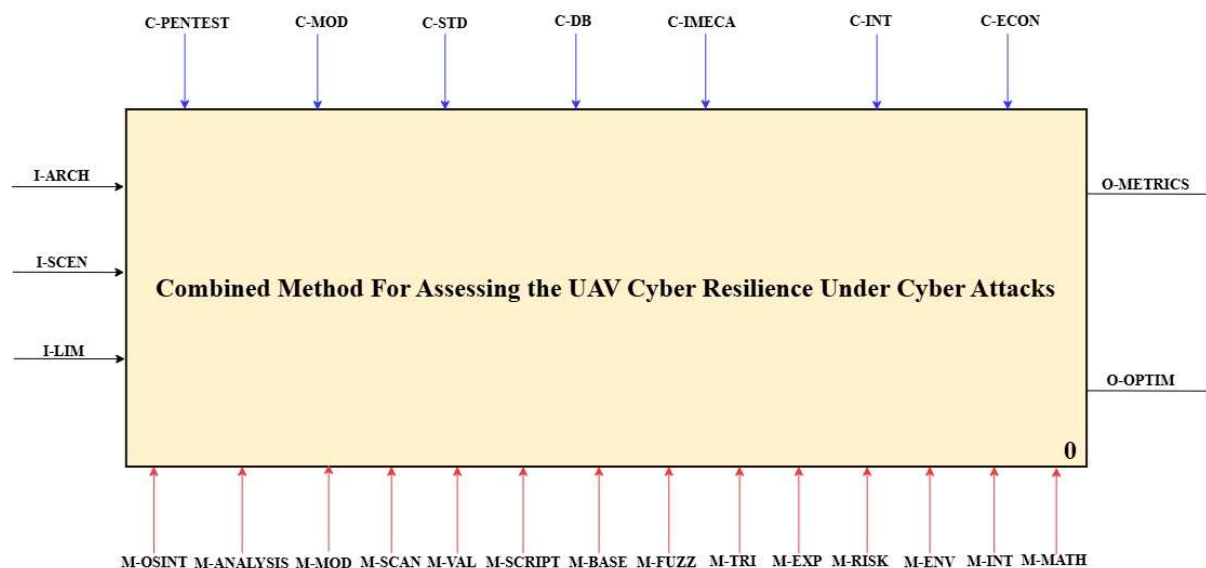 C-PENTEST C-MOD C-STD C-DB C-IMECA C-INT C-ECON
I-ARCH
O-METRICS
I-SCEN
Combined Method For Assessing the UAV Cyber Resilience Under Cyber Attacks
I-LIM
O-OPTIM
0
M-OSINT M-ANALYSIS M-MOD M-SCAN M-VAL M-SCRIPT M-BASE M-FUZZ M-TRI M-EXP M-RISK M-ENV M-INT M-MATH